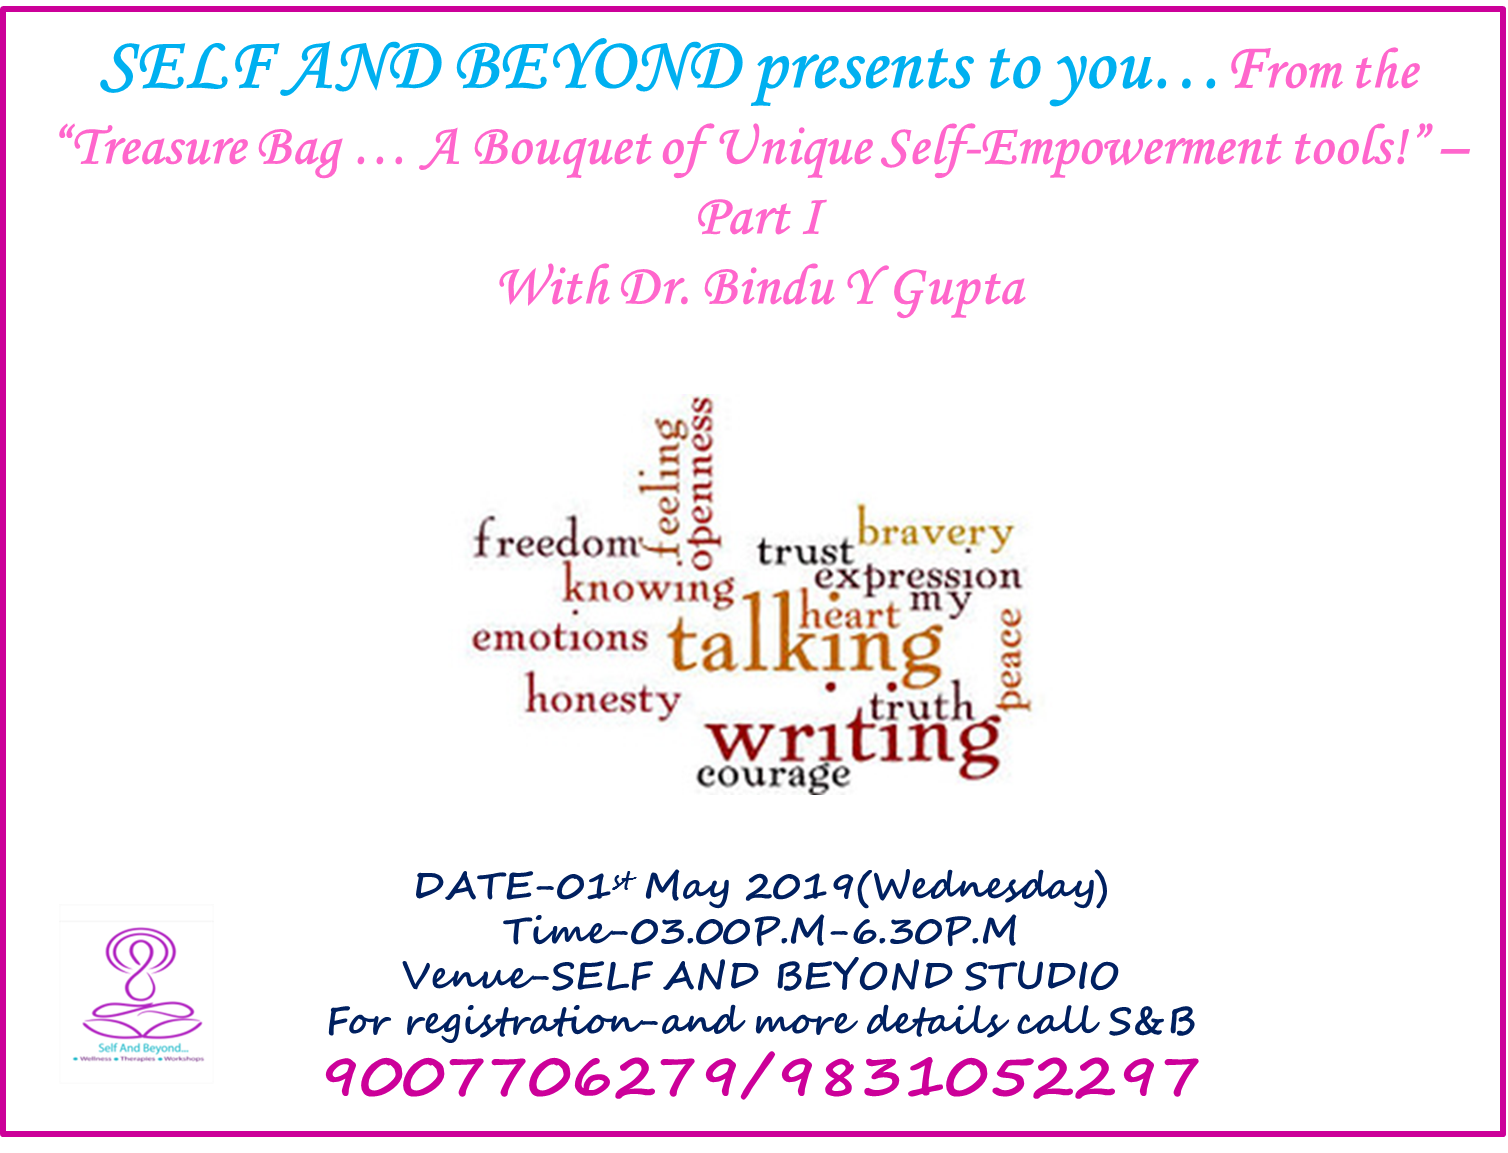 SELF AND BEYOND presents to you... From the
“Treasure Bag ... A Bouquet of Unique Self-Empowerment tools!” –
Part I
With Dr. Bindu Y Gupta
feeling
openness
freedom
trust
bravery
knowing
expression
heart
my
emotions
talking
peace
honesty
truth
writing
courage
DATE-01st May 2019(Wednesday)
Time-03.00P.M-6.30P.M
Venue-SELF AND BEYOND STUDIO
For registration-and more details call S&B
9007706279/9831052297
Self And Beyond...
▪ Wellness ▪ Therapies ▪ Workshops